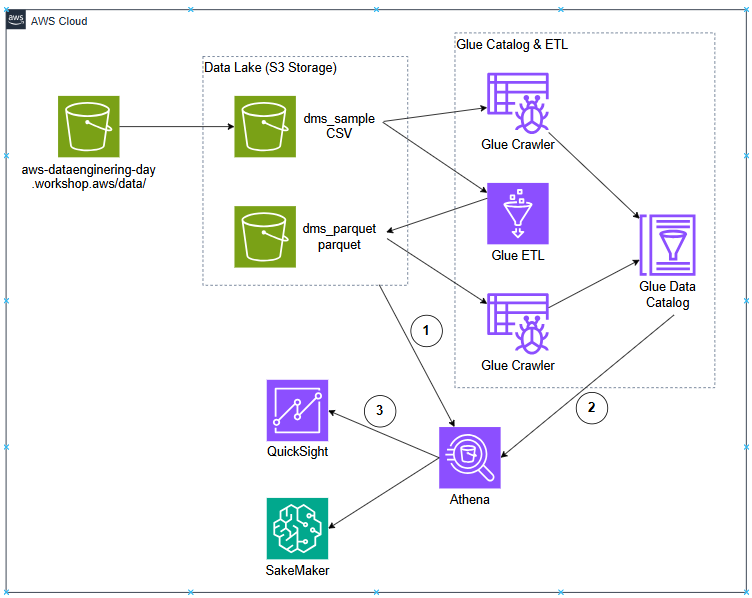 aws
AWS Cloud
Glue Catalog & ETL
Data Lake (S3 Storage)
dms_sample
CSV
Glue Crawler
aws-dataenginering-day
.workshop.aws/data/
dms_parquet
parquet
Glue ETL
Glue Data
Catalog
Glue Crawler
1
2
3
QuickSight
Athena
SakeMaker